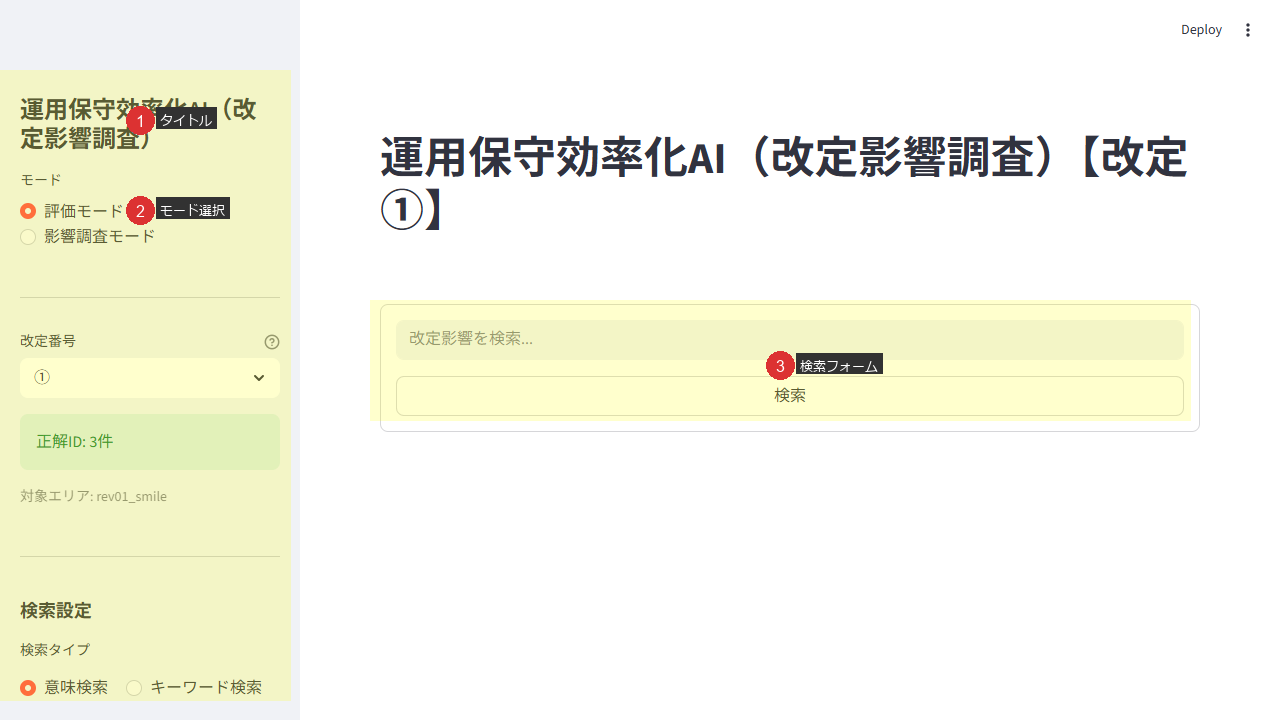 Deploy
運用保守効率化AI（改
定影響調査）
1 タイトル
モード
評価モード
2 モード選択
影響調査モード
改定番号
①
正解ID: 3件
対象エリア: rev01_smile
検索設定
検索タイプ
意味検索 キーワード検索
運用保守効率化AI（改定影響調査）【改定
①】
改定影響を検索...
3 検索フォーム
検索